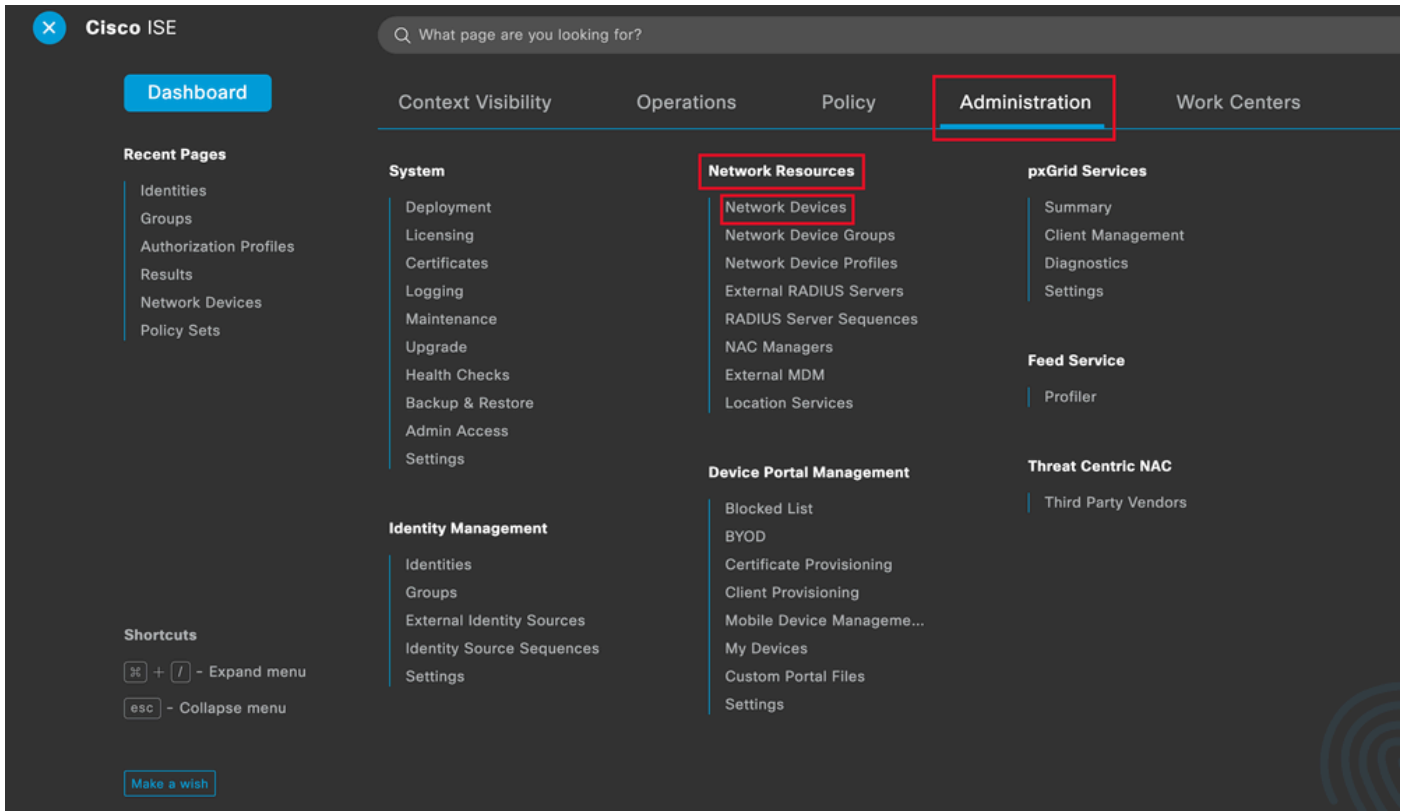 Cisco ISE
What page are you looking for?
Dashboard
Context Visibility
Operations
Policy
Administration
Work Centers
Recent Pages
Identities
Groups
Authorization Profiles
Results
Network Devices
Policy Sets
System
Deployment
Licensing
Certificates
Logging
Maintenance
Upgrade
Health Checks
Backup & Restore
Admin Access
Settings
Identity Management
Identities
Groups
External Identity Sources
Identity Source Sequences
Settings
Network Resources
Network Devices
Network Device Groups
Network Device Profiles
External RADIUS Servers
RADIUS Server Sequences
NAC Managers
External MDM
Location Services
Device Portal Management
Blocked List
BYOD
Certificate Provisioning
Client Provisioning
Mobile Device Manageme...
My Devices
Custom Portal Files
Settings
pxGrid Services
Summary
Client Management
Diagnostics
Settings
Feed Service
Profiler
Threat Centric NAC
Third Party Vendors
Shortcuts
⌘ + / - Expand menu
esc - Collapse menu
Make a wish